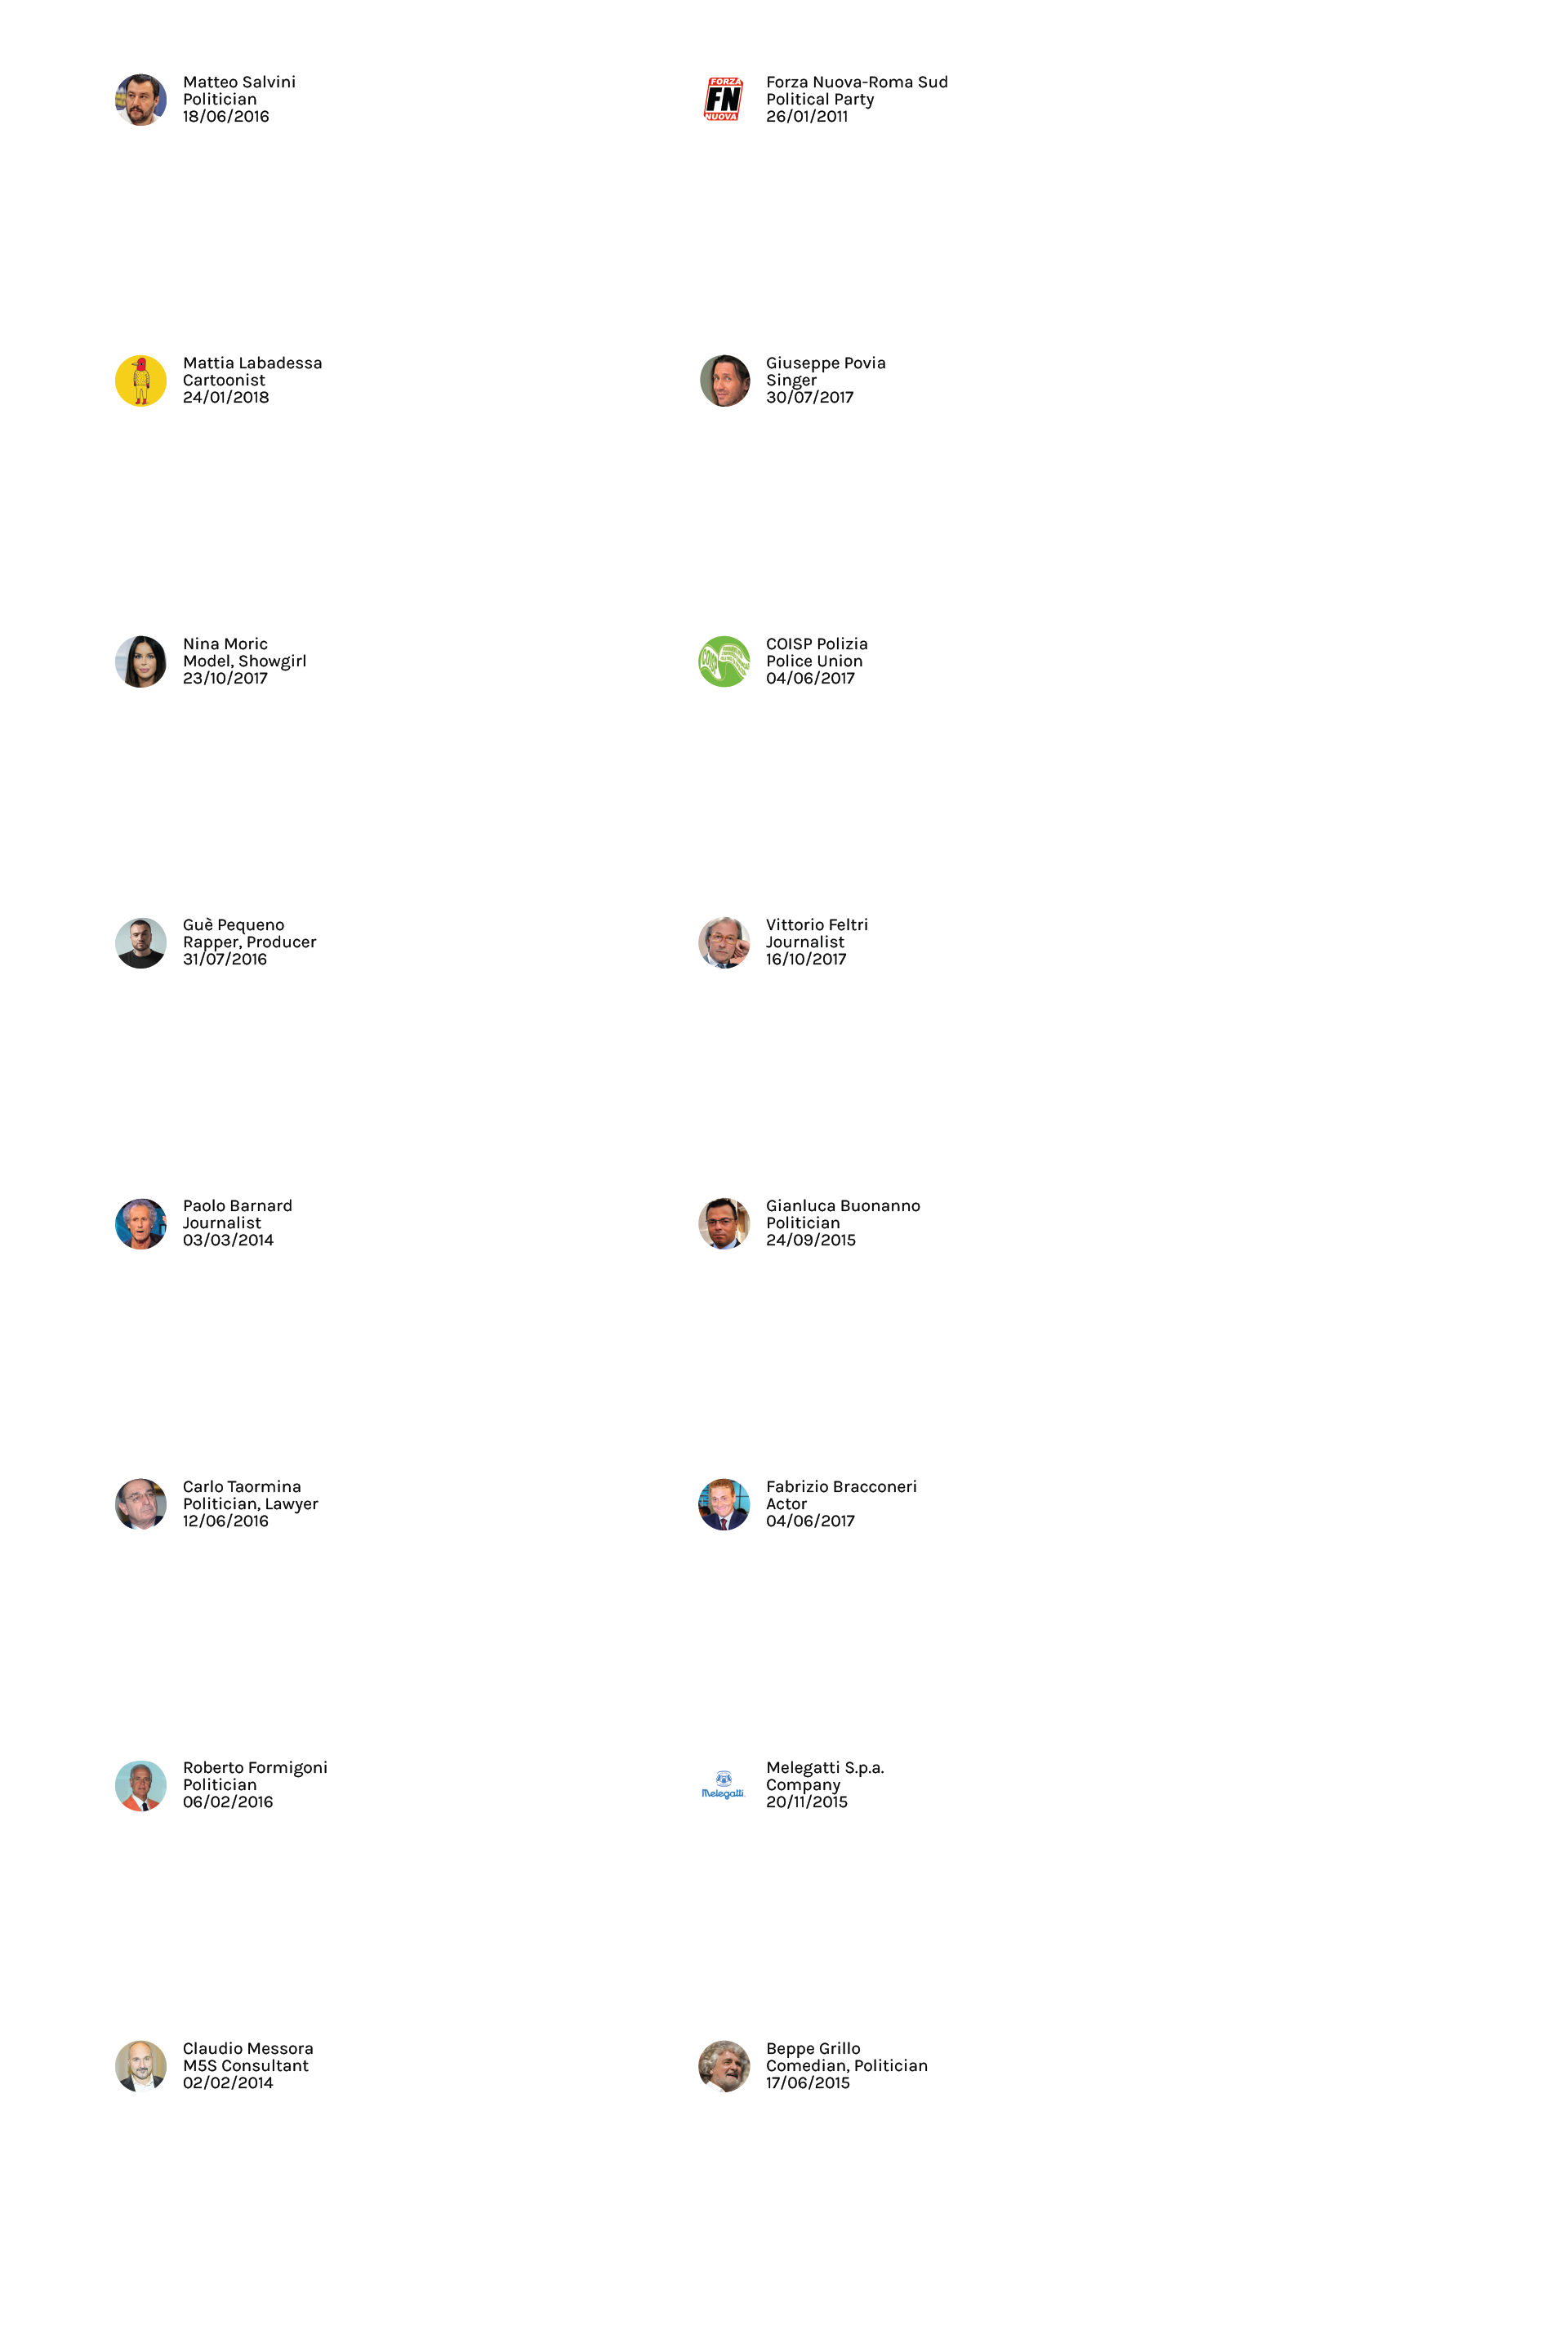 Matteo Salvini
Politician
18/06/2016
FORZA
FN
NUOVA
Forza Nuova-Roma Sud
Political Party
26/01/2011
Mattia Labadessa
Cartoonist
24/01/2018
Giuseppe Povia
Singer
30/07/2017
Nina Moric
Model, Showgirl
23/10/2017
COISP
COISP Polizia
Police Union
04/06/2017
Guè Pequeno
Rapper, Producer
31/07/2016
Vittorio Feltri
Journalist
16/10/2017
Paolo Barnard
Journalist
03/03/2014
Gianluca Buonanno
Politician
24/09/2015
Carlo Taormina
Politician, Lawyer
12/06/2016
Fabrizio Bracconeri
Actor
04/06/2017
Roberto Formigoni
Politician
06/02/2016
Melegatti
Melegatti S.p.a.
Company
20/11/2015
Claudio Messora
M5S Consultant
02/02/2014
Beppe Grillo
Comedian, Politician
17/06/2015